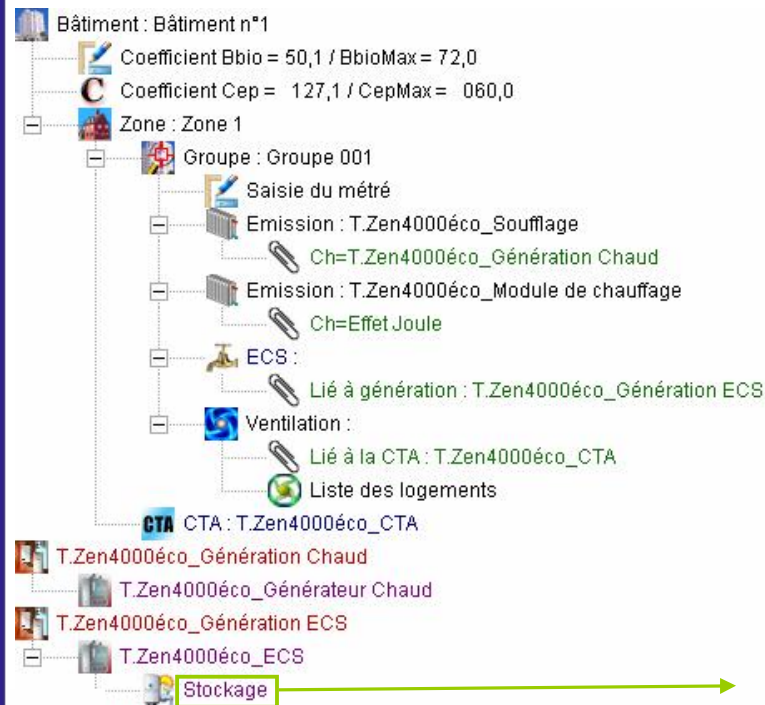 Bâtiment : Bâtiment n°1
Coefficient Bbio = 50,1 / BbioMax = 72,0
C Coefficient Cep = 127,1 / CepMax = 060,0
Zone : Zone 1
Groupe : Groupe 001
Saisie du métré
Emission : T.Zen4000éco_Soufflage
Ch=T.Zen4000éco_Génération Chaud
Emission : T.Zen4000éco_Module de chauffage
Ch=Effet Joule
ECS :
Lié à génération : T.Zen4000éco_Génération ECS
Ventilation :
Lié à la CTA : T.Zen4000éco_CTA
Liste des logements
CTA CTA : T.Zen4000éco_CTA
T.Zen4000éco_Génération Chaud
T.Zen4000éco_Générateur Chaud
T.Zen4000éco_Génération ECS
T.Zen4000éco_ECS
Stockage